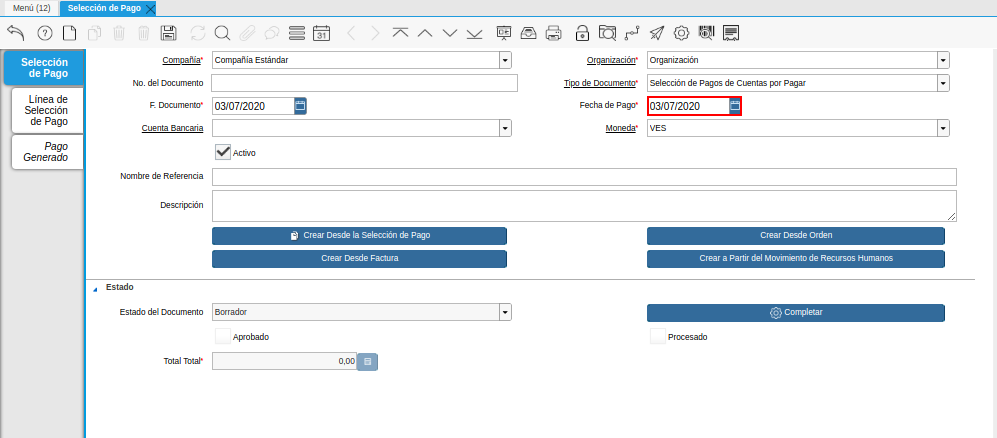 Menú (12)
Selección de Pago
31
Selección de Pago
Línea de Selección de Pago
Pago Generado
Compañía* Compañía Estándar Organización* Organización
No. del Documento Tipo de Documento* Selección de Pagos de Cuentas por Pagar
F. Documento* 03/07/2020 Fecha de Pago* 03/07/2020
Cuenta Bancaria Moneda* VES
Activo
Nombre de Referencia
Descripción
Crear Desde la Selección de Pago Crear Desde Orden
Crear Desde Factura Crear a Partir del Movimiento de Recursos Humanos
Estado
Estado del Documento Borrador Completar
Aprobado Procesado
Total Total* 0,00